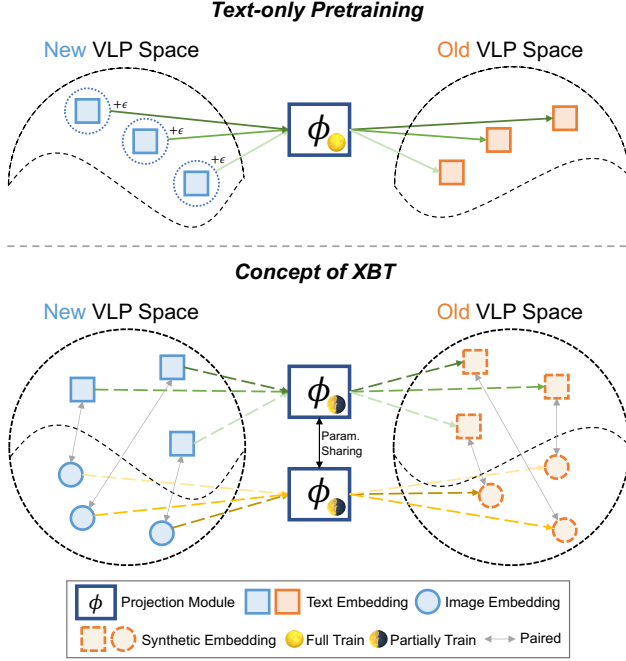 Text-only Pretraining
New VLP Space
Old VLP Space
+ϵ
+ϵ
+ϵ
ϕ
Concept of XBT
New VLP Space
Old VLP Space
ϕ
Param.
Sharing
ϕ
ϕ Projection Module Text Embedding Image Embedding
Synthetic Embedding Full Train Partially Train Paired